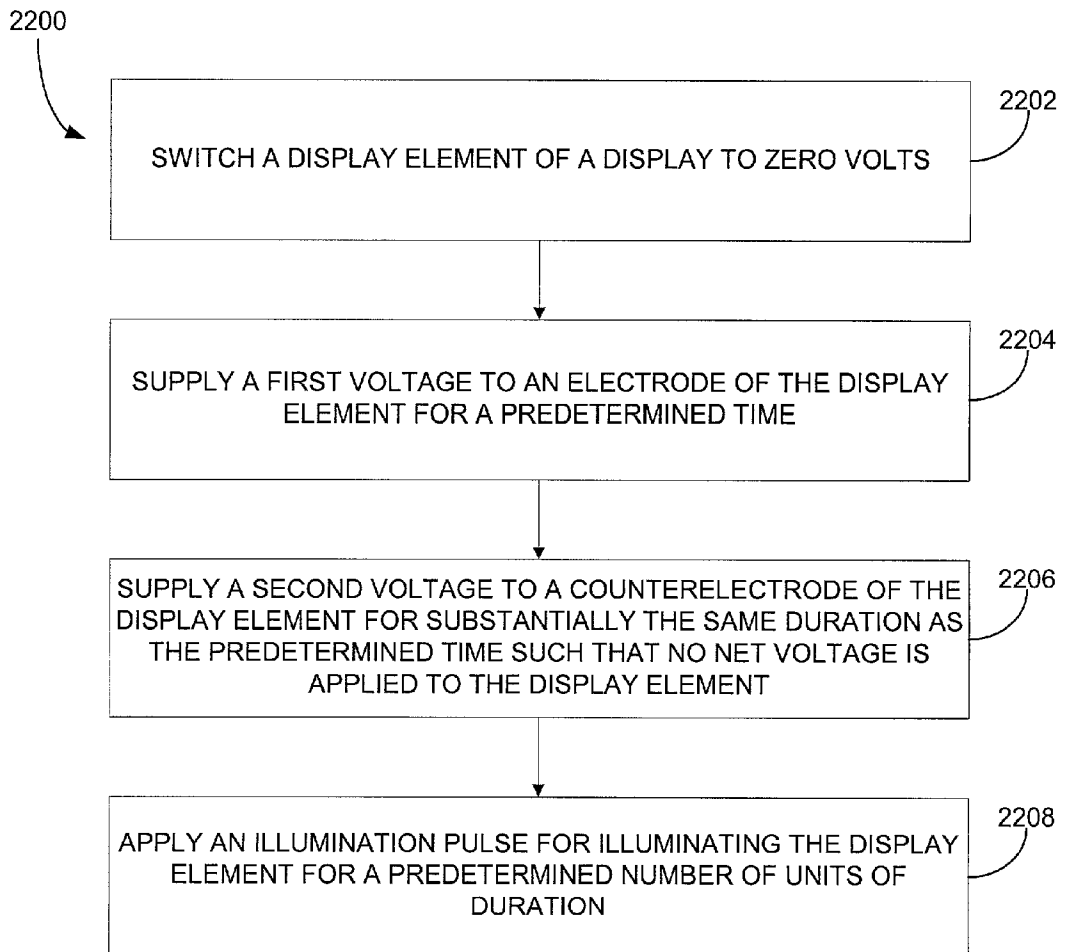 2200
2202
SWITCH A DISPLAY ELEMENT OF A DISPLAY TO ZERO VOLTS
2204
SUPPLY A FIRST VOLTAGE TO AN ELECTRODE OF THE DISPLAY
ELEMENT FOR A PREDETERMINED TIME
2206
SUPPLY A SECOND VOLTAGE TO A COUNTERELECTRODE OF THE
DISPLAY ELEMENT FOR SUBSTANTIALLY THE SAME DURATION AS
THE PREDETERMINED TIME SUCH THAT NO NET VOLTAGE IS
APPLIED TO THE DISPLAY ELEMENT
2208
APPLY AN ILLUMINATION PULSE FOR ILLUMINATING THE DISPLAY
ELEMENT FOR A PREDETERMINED NUMBER OF UNITS OF
DURATION